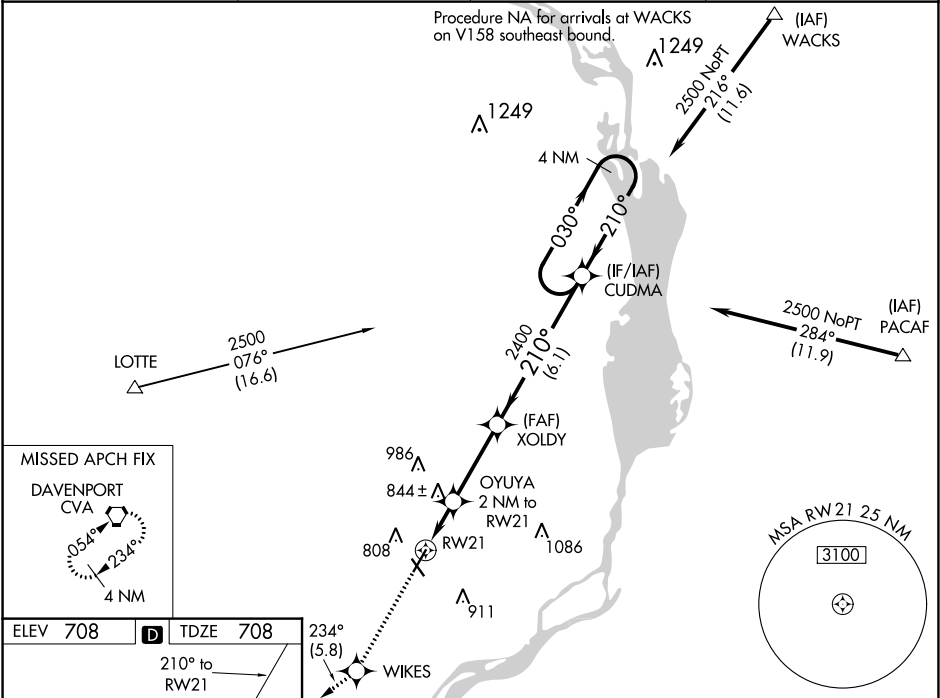 Procedure NA for arrivals at WACKS
on V158 southeast bound.
(IAF)
WACKS
1249
2500 NoPT
216°
(11.6)
1249
4 NM
030°
210°
(IF/IAF)
CUDMA
2500 NoPT
284°
(11.9)
(IAF)
PACAF
LOTTE
2500
076°
(16.6)
2400
210°
(6.1)
(FAF)
XOLDY
986
844 ±
OYUYA
2 NM to
RW21
808
RW21
1086
911
MISSED APCH FIX
DAVENPORT
CVA
054°
234°
4 NM
MSA RW21 25 NM
3100
ELEV 708
D
TDZE 708
210° to
RW21
234°
(5.8)
WIKES